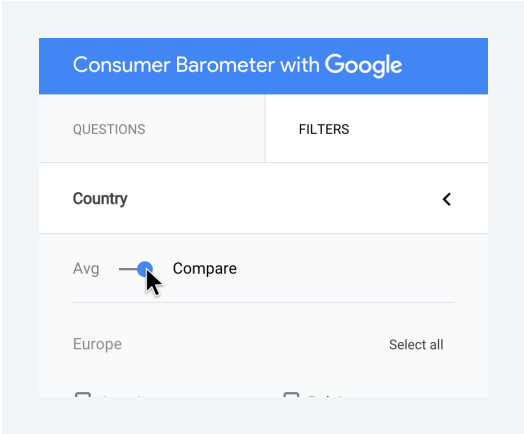 Consumer Barometer with Google
QUESTIONS
FILTERS
Country
Avg
Compare
Europe
Select all